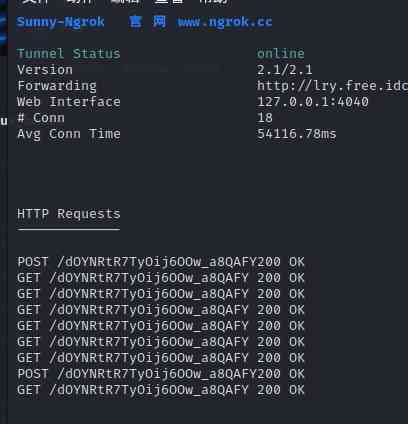 Sunny-Ngrok 官 网 www.ngrok.cc
Tunnel Status online
Version 2.1/2.1
Forwarding http://lry.free.idc
Web Interface 127.0.0.1:4040
# Conn 18
Avg Conn Time 54116.78ms
HTTP Requests
POST /dOYNRtR7TyOij6OOw_a8QAFY200 OK
GET /dOYNRtR7TyOij6OOw_a8QAFY 200 OK
GET /dOYNRtR7TyOij6OOw_a8QAFY 200 OK
GET /dOYNRtR7TyOij6OOw_a8QAFY 200 OK
GET /dOYNRtR7TyOij6OOw_a8QAFY 200 OK
GET /dOYNRtR7TyOij6OOw_a8QAFY 200 OK
GET /dOYNRtR7TyOij6OOw_a8QAFY 200 OK
POST /dOYNRtR7TyOij6OOw_a8QAFY200 OK
GET /dOYNRtR7TyOij6OOw_a8QAFY 200 OK